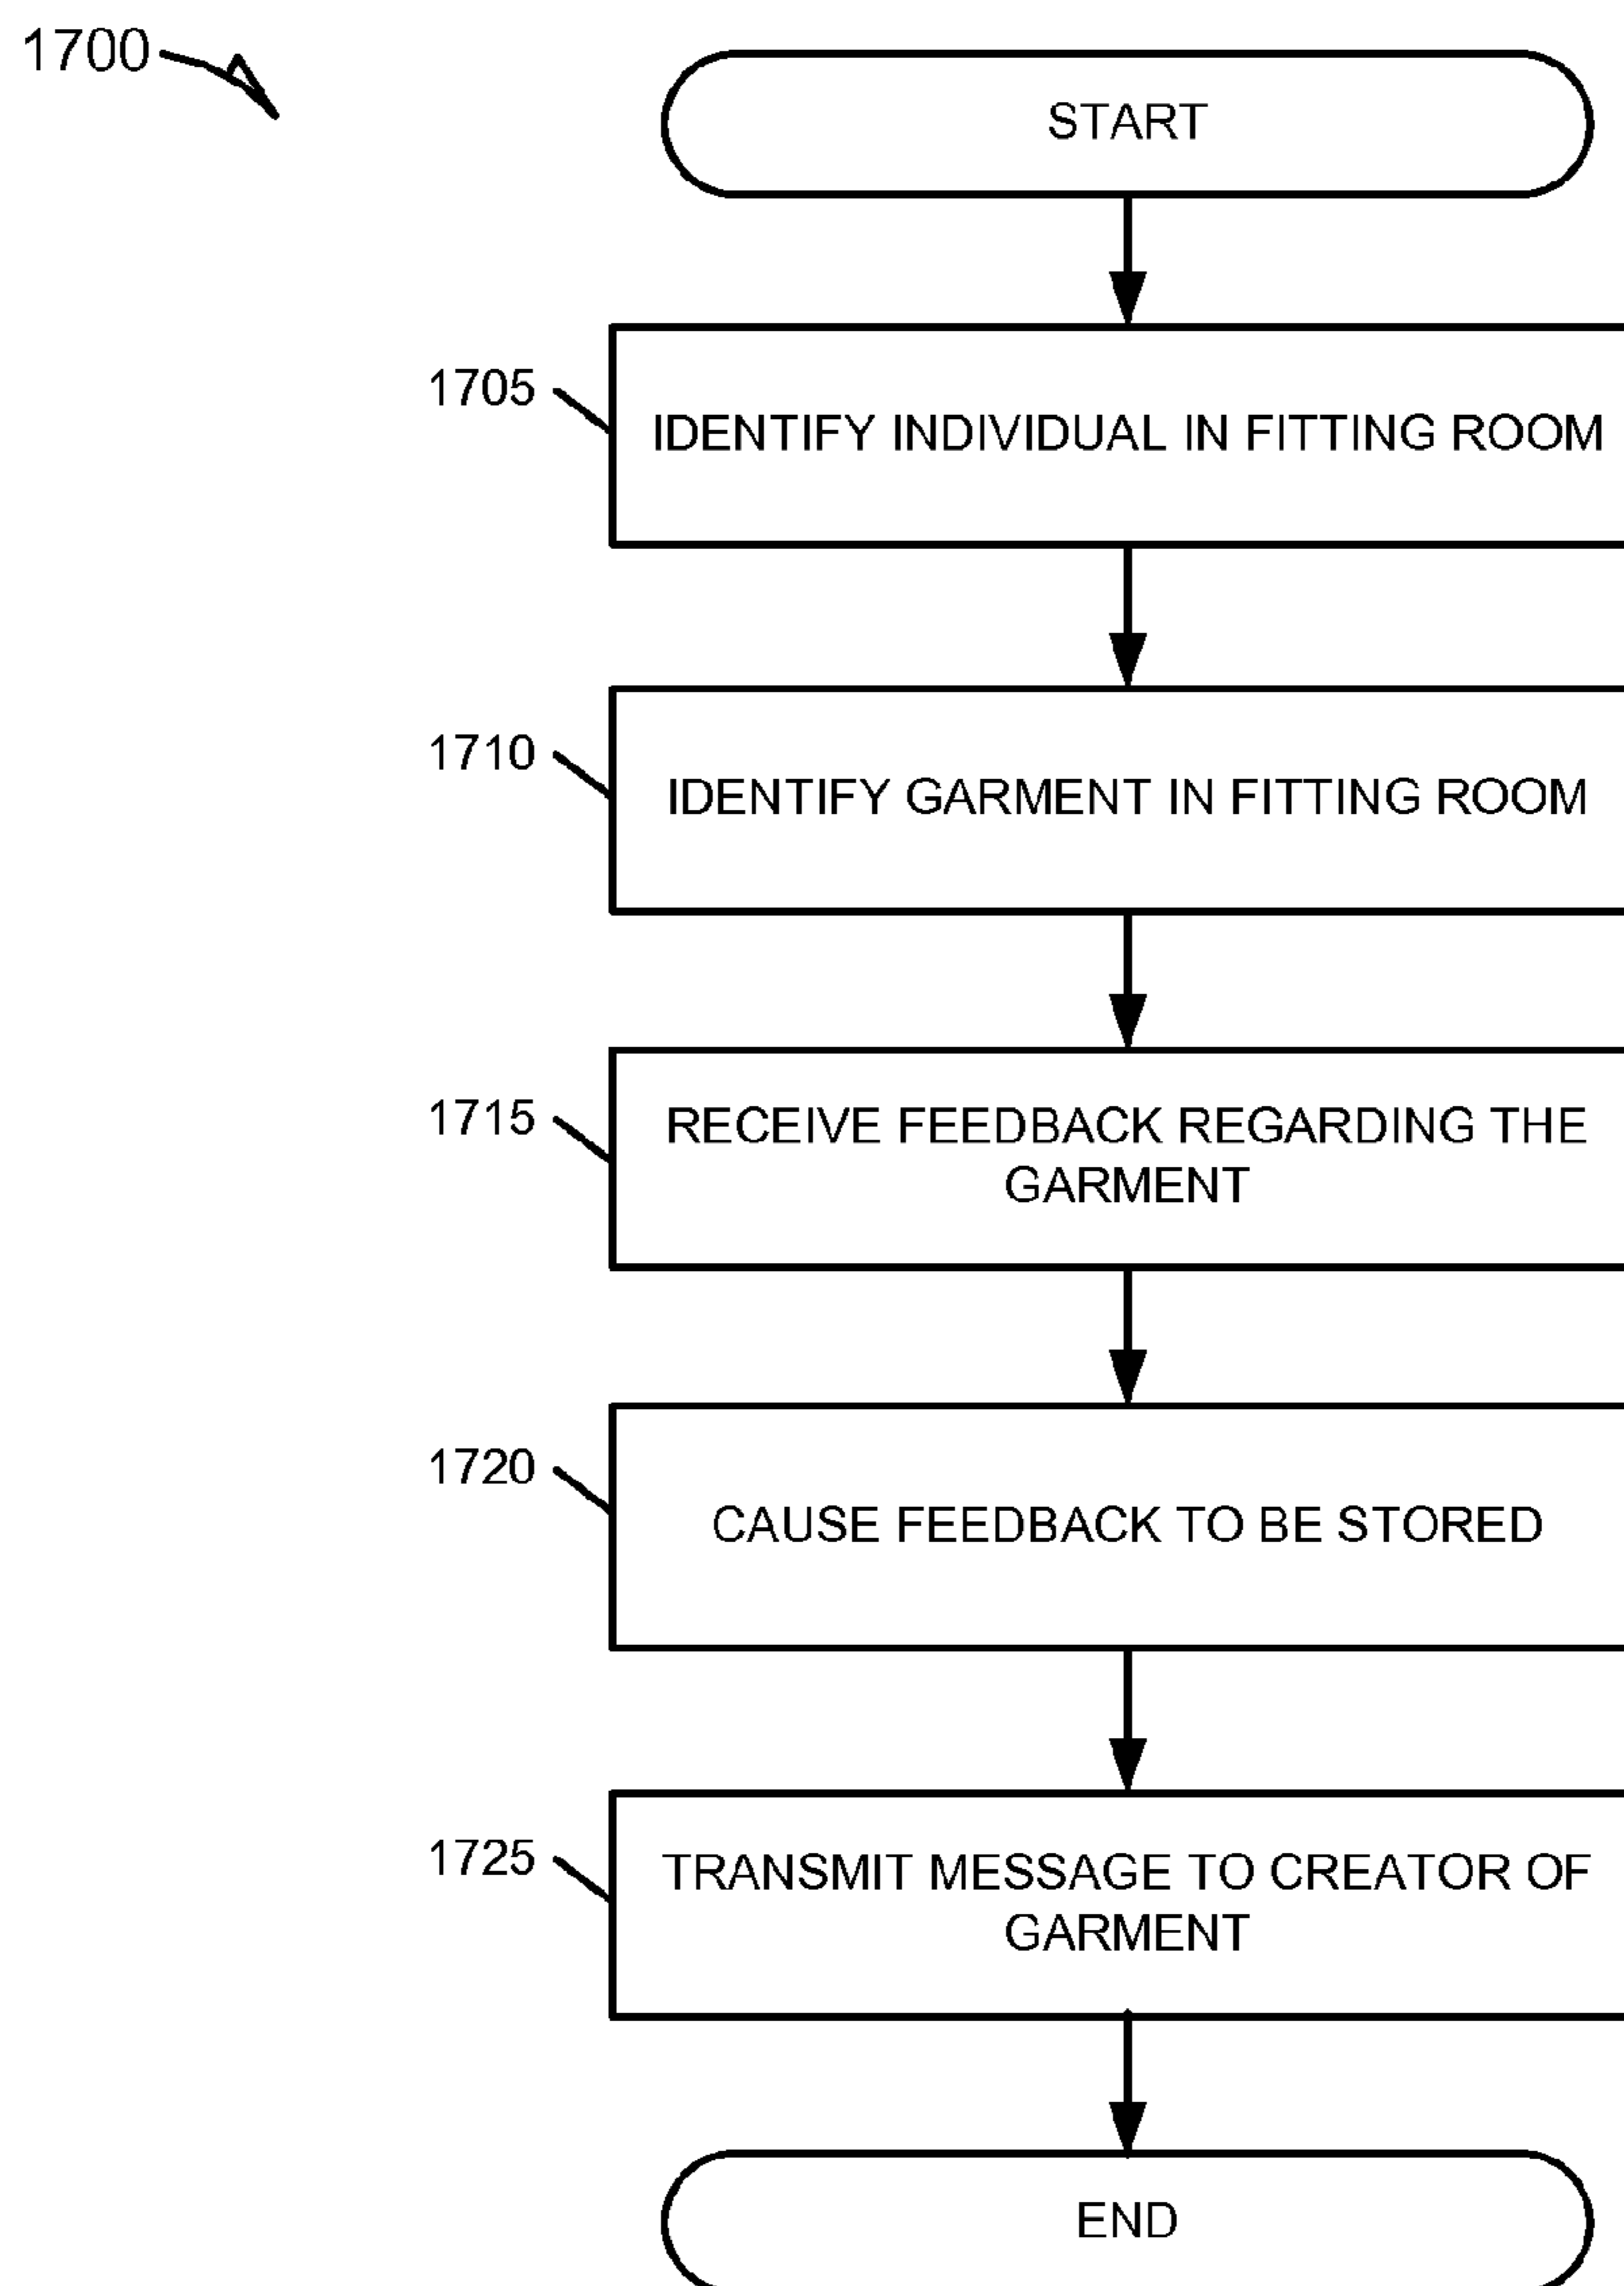 1700
START
1705
IDENTIFY INDIVIDUAL IN FITTING ROOM
1710
IDENTIFY GARMENT IN FITTING ROOM
1715
RECEIVE FEEDBACK REGARDING THE
GARMENT
1720
CAUSE FEEDBACK TO BE STORED
1725
TRANSMIT MESSAGE TO CREATOR OF
GARMENT
END